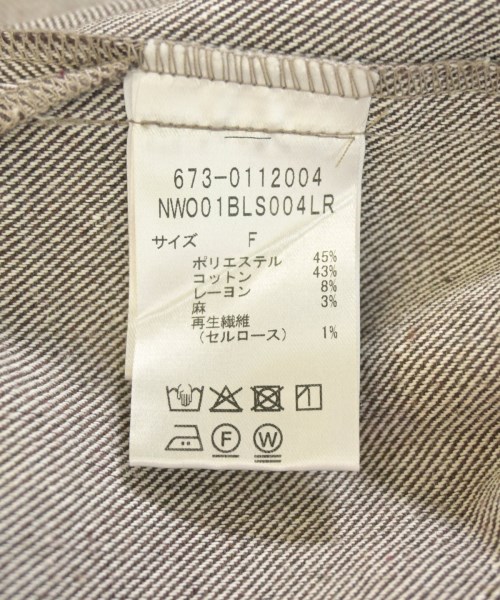 673-0112004
NW001BLS004LR
サイズ F
ポリエステル 45%
コットン 43%
レーヨン 8%
麻 3%
再生繊維
(セルロース) 1%
F W